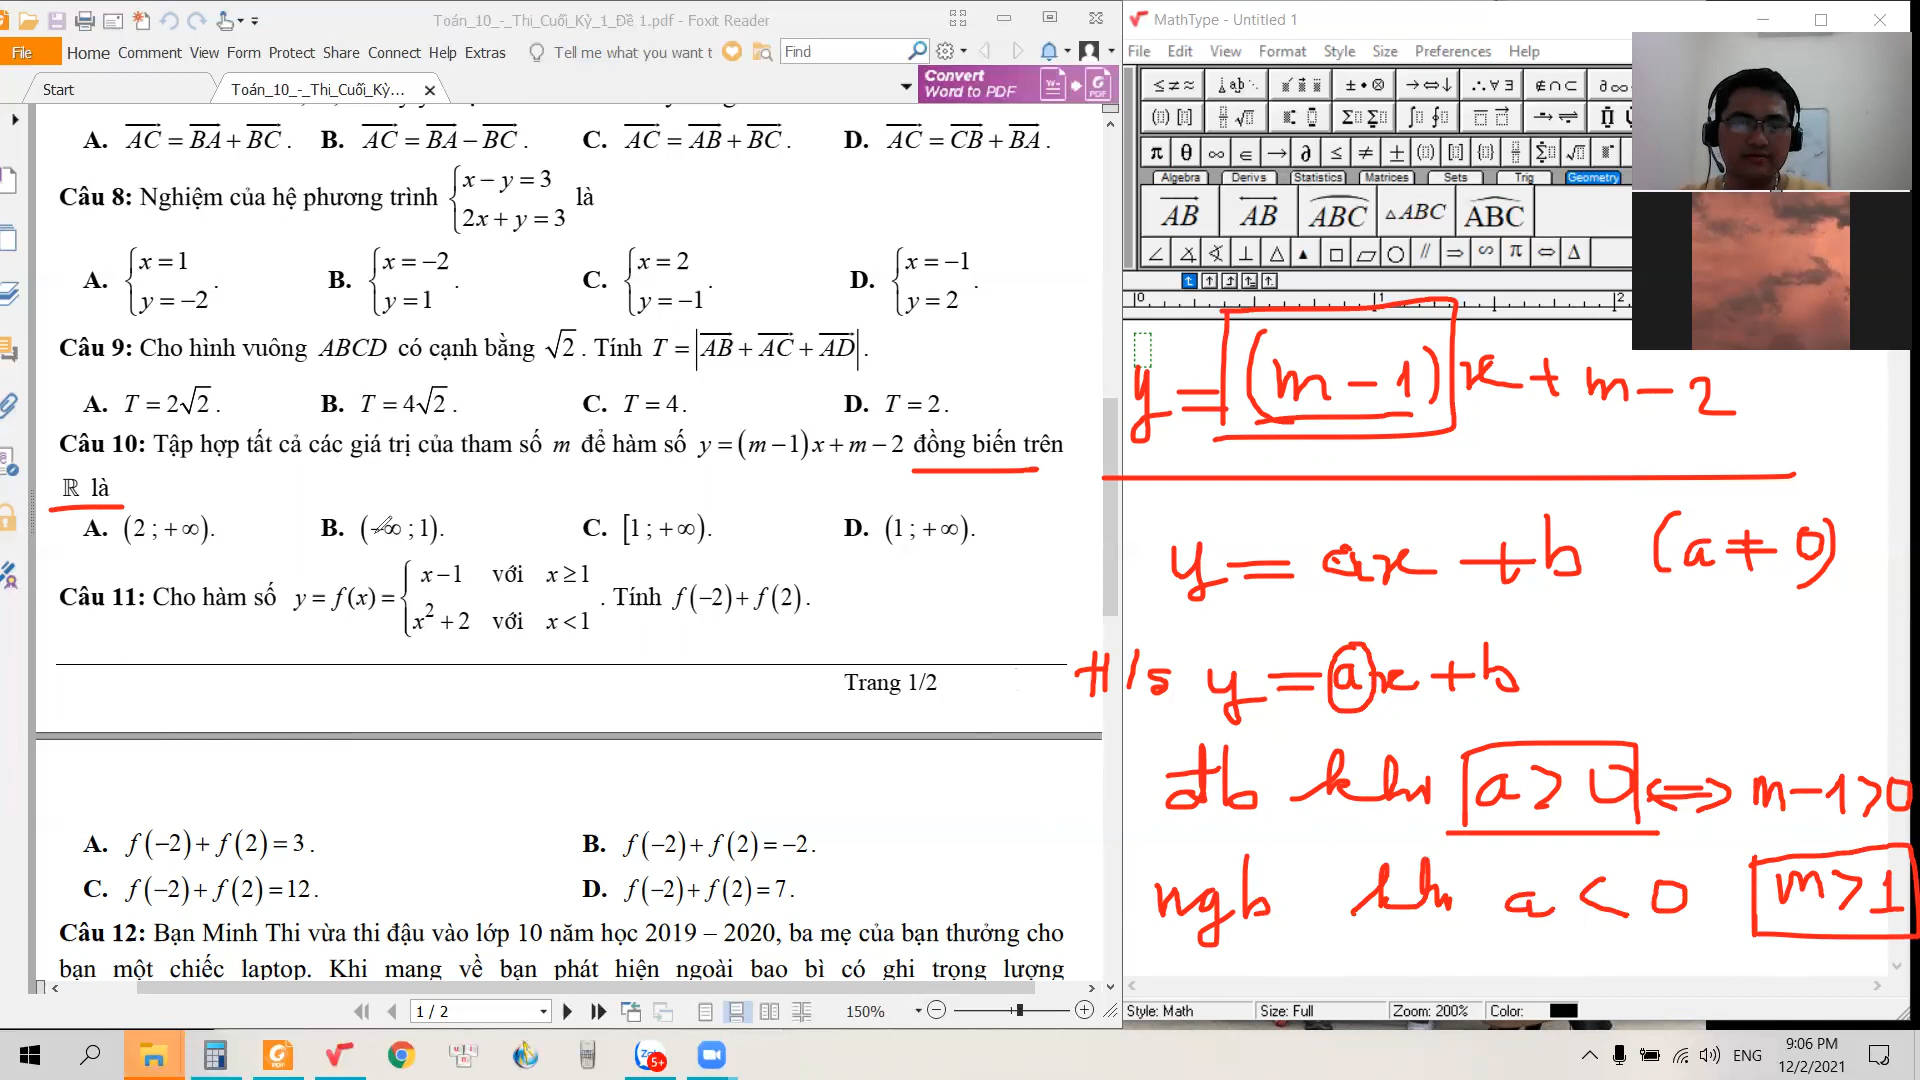 Toán_10_-_Thi_Cuối_Kỳ_1_Đề 1.pdf - Foxit Reader
File Home Comment View Form Protect Share Connect Help Extras Tell me what you want t Find
Start Toán_10_-_Thi_Cuối_Kỳ... Convert Word to PDF
A. AC = BA + BC . B. AC = BA − BC . C. AC = AB + BC . D. AC = CB + BA .
Câu 8: Nghiệm của hệ phương trình { x − y = 3 2x + y = 3 là
A. { x = 1 y = −2 . B. { x = −2 y = 1 . C. { x = 2 y = −1 . D. { x = −1 y = 2 .
Câu 9: Cho hình vuông ABCD có cạnh bằng √2 . Tính T = |AB + AC + AD| .
A. T = 2√2 . B. T = 4√2 . C. T = 4 . D. T = 2 .
Câu 10: Tập hợp tất cả các giá trị của tham số m để hàm số y = (m − 1)x + m − 2 đồng biến trên
ℝ là
A. (2 ; +∞). B. (−∞ ; 1). C. [1 ; +∞). D. (1 ; +∞).
Câu 11: Cho hàm số y = f(x) = { x − 1 với x ≥ 1 x² + 2 với x < 1 . Tính f(−2) + f(2) .
Trang 1/2
A. f(−2) + f(2) = 3 . B. f(−2) + f(2) = −2 .
C. f(−2) + f(2) = 12 . D. f(−2) + f(2) = 7 .
Câu 12: Bạn Minh Thi vừa thi đậu vào lớp 10 năm học 2019 – 2020, ba mẹ của bạn thưởng cho
bạn một chiếc laptop. Khi mang về bạn phát hiện ngoài bao bì có ghi trọng lượng
1 / 2 150%
MathType - Untitled 1
File Edit View Format Style Size Preferences Help
Algebra Derivs Statistics Matrices Sets Trig Geometry
AB AB ABC △ABC ABC
0 1 2
y = (m − 1) x + m − 2
y = ax + b (a ≠ 0)
H/s y = ax + b
đb khi a > 0 ⟺ m − 1 > 0
ngb khi a < 0 m > 1
Style: Math Size: Full Zoom: 200% Color:
5+ ENG 9:06 PM
12/2/2021